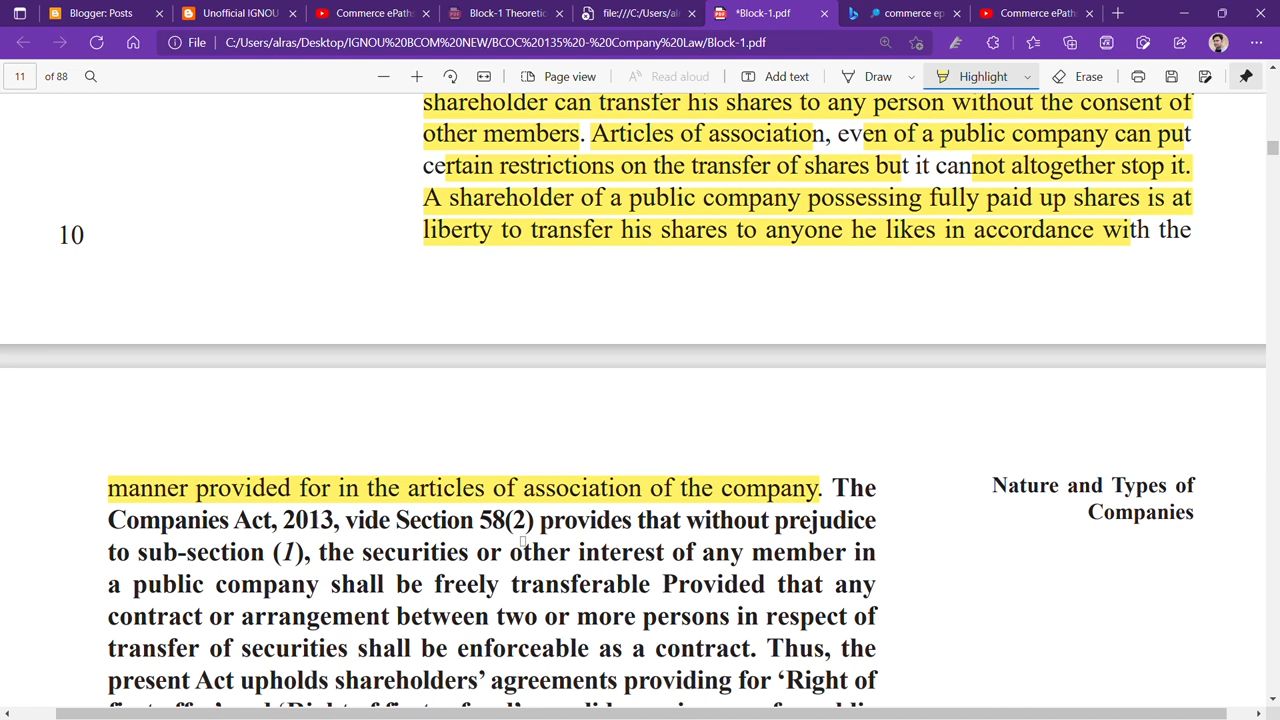 Blogger: Posts
Unofficial IGNOU
Commerce ePath
Block-1 Theoretic
file:///C:/Users/al
*Block-1.pdf
commerce ep
Commerce ePath
File
C:/Users/alras/Desktop/IGNOU%20BCOM%20NEW/BCOC%20135%20-%20Company%20Law/Block-1.pdf
11 of 88
Page view
Read aloud
Add text
Draw
Highlight
Erase
shareholder can transfer his shares to any person without the consent of
other members. Articles of association, even of a public company can put
certain restrictions on the transfer of shares but it cannot altogether stop it.
A shareholder of a public company possessing fully paid up shares is at
liberty to transfer his shares to anyone he likes in accordance with the
10
manner provided for in the articles of association of the company. The
Companies Act, 2013, vide Section 58(2) provides that without prejudice
to sub-section (1), the securities or other interest of any member in
a public company shall be freely transferable Provided that any
contract or arrangement between two or more persons in respect of
transfer of securities shall be enforceable as a contract. Thus, the
present Act upholds shareholders' agreements providing for 'Right of
Nature and Types of
Companies